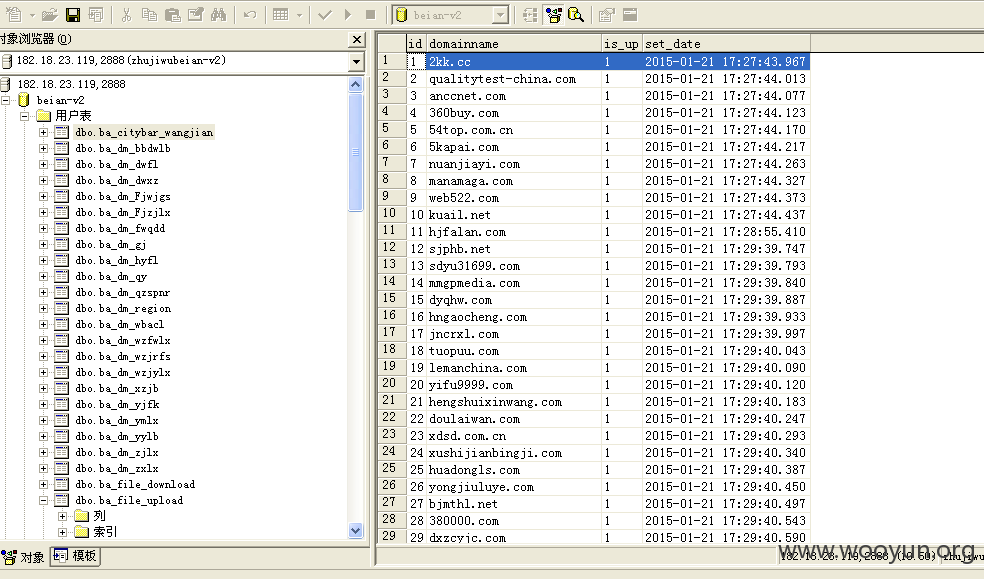 beian-v2
对象浏览器(O)
182.18.23.119,2888(zhujiwubeian-v2)
182.18.23.119,2888
beian-v2
用户表
dbo.ba_citybar_wangjian
dbo.ba_dm_bbdwlb
dbo.ba_dm_dwfl
dbo.ba_dm_dwxz
dbo.ba_dm_Fjwjgs
dbo.ba_dm_Fjzjlx
dbo.ba_dm_fwqdd
dbo.ba_dm_gj
dbo.ba_dm_hyfl
dbo.ba_dm_qy
dbo.ba_dm_qzspnr
dbo.ba_dm_region
dbo.ba_dm_wbacl
dbo.ba_dm_wzfwlx
dbo.ba_dm_wzjrfs
dbo.ba_dm_wzjylx
dbo.ba_dm_xzjb
dbo.ba_dm_yjfk
dbo.ba_dm_ymlx
dbo.ba_dm_yylb
dbo.ba_dm_zjlx
dbo.ba_dm_zxlx
dbo.ba_file_download
dbo.ba_file_upload
列
索引
对象 模板
id domainname is_up set_date
1 1 2kk.cc 1 2015-01-21 17:27:43.967
2 2 qualitytest-china.com 1 2015-01-21 17:27:44.013
3 3 anccnet.com 1 2015-01-21 17:27:44.077
4 4 360buy.com 1 2015-01-21 17:27:44.123
5 5 54top.com.cn 1 2015-01-21 17:27:44.170
6 6 5kapai.com 1 2015-01-21 17:27:44.217
7 7 nuanjiayi.com 1 2015-01-21 17:27:44.263
8 8 manamaga.com 1 2015-01-21 17:27:44.327
9 9 web522.com 1 2015-01-21 17:27:44.373
10 10 kuail.net 1 2015-01-21 17:27:44.437
11 11 hjfalan.com 1 2015-01-21 17:28:55.410
12 12 sjphb.net 1 2015-01-21 17:29:39.747
13 13 sdyu31699.com 1 2015-01-21 17:29:39.793
14 14 mmgpmedia.com 1 2015-01-21 17:29:39.840
15 15 dyqhw.com 1 2015-01-21 17:29:39.887
16 16 hngaocheng.com 1 2015-01-21 17:29:39.933
17 17 jncrxl.com 1 2015-01-21 17:29:39.997
18 18 tuopuu.com 1 2015-01-21 17:29:40.043
19 19 lemanchina.com 1 2015-01-21 17:29:40.090
20 20 yifu9999.com 1 2015-01-21 17:29:40.120
21 21 hengshuixinwang.com 1 2015-01-21 17:29:40.183
22 22 doulaiwan.com 1 2015-01-21 17:29:40.247
23 23 xdsd.com.cn 1 2015-01-21 17:29:40.293
24 24 xushijianbingji.com 1 2015-01-21 17:29:40.340
25 25 huadongls.com 1 2015-01-21 17:29:40.387
26 26 yongjiuluye.com 1 2015-01-21 17:29:40.450
27 27 bjmthl.net 1 2015-01-21 17:29:40.497
28 28 380000.com 1 2015-01-21 17:29:40.543
29 29 dxzcyjc.com 1 2015-01-21 17:29:40.590
www.wooyun.org
182.18.23.119,2888